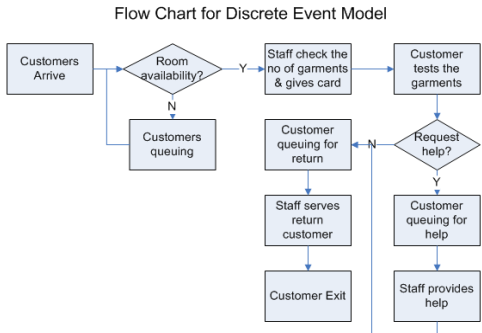 Flow Chart for Discrete Event Model
Customers
Arrive
Room
availability?
Y
Staff check the
no of garments
& gives card
Customer
tests the
garments
N
Customers
queuing
Customer
queuing for
return
N
Request
help?
Y
Staff serves
return
customer
Customer
queuing for
help
Customer Exit
Staff provides
help